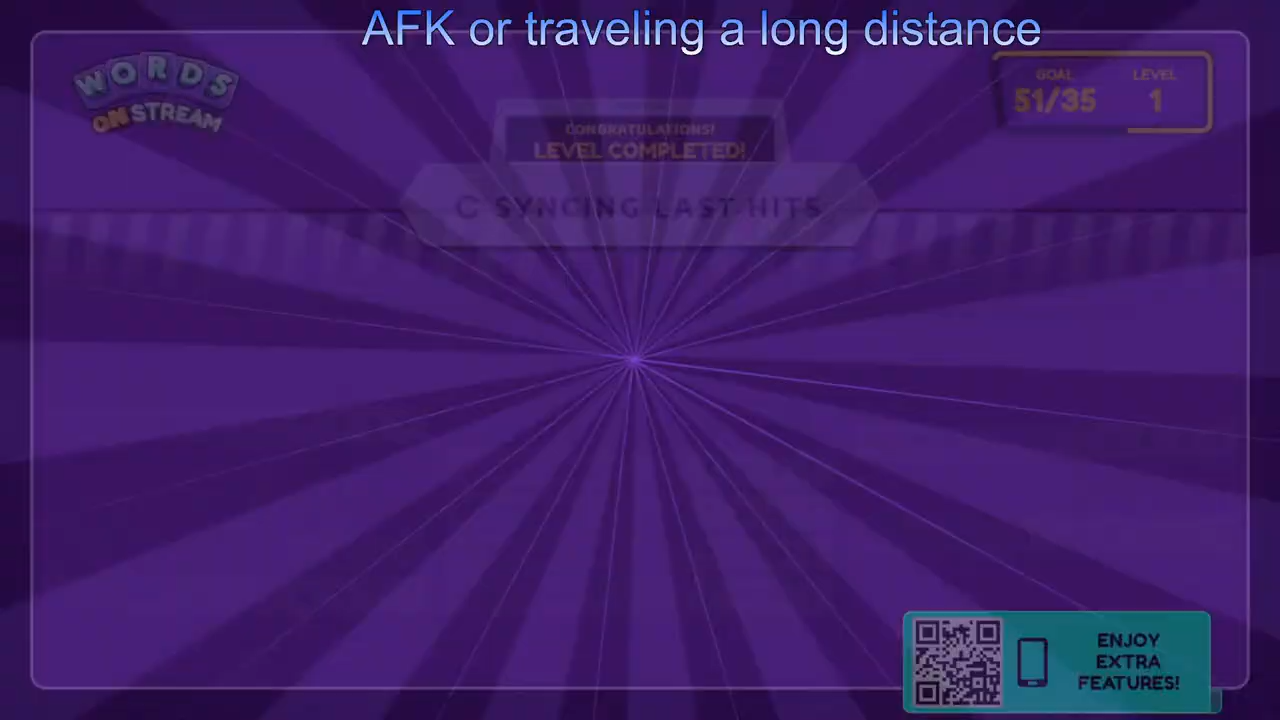 AFK or traveling a long distance
WORDS
ON STREAM
GOAL
51/35
LEVEL
1
CONGRATULATIONS!
LEVEL COMPLETED!
SYNCING LAST HITS
ENJOY
EXTRA
FEATURES!